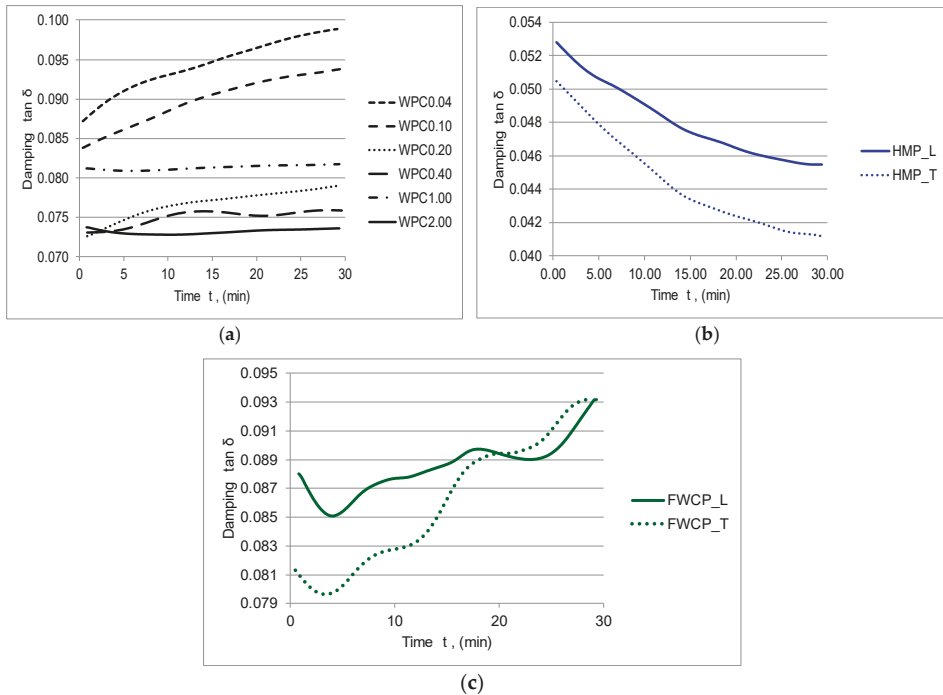 0.100
0.095
0.090
0.085
0.080
0.075
0.070
Damping tan δ
0
5
10
15
20
25
30
Time t , (min)
WPC0.04
WPC0.10
WPC0.20
WPC0.40
WPC1.00
WPC2.00
(a)
0.054
0.052
0.050
0.048
0.046
0.044
0.042
0.040
Damping tan δ
0.00
5.00
10.00
15.00
20.00
25.00
30.00
Time t , (min)
HMP_L
HMP_T
(b)
0.095
0.093
0.091
0.089
0.087
0.085
0.083
0.081
0.079
Damping tan δ
0
10
20
30
Time t , (min)
FWCP_L
FWCP_T
(c)